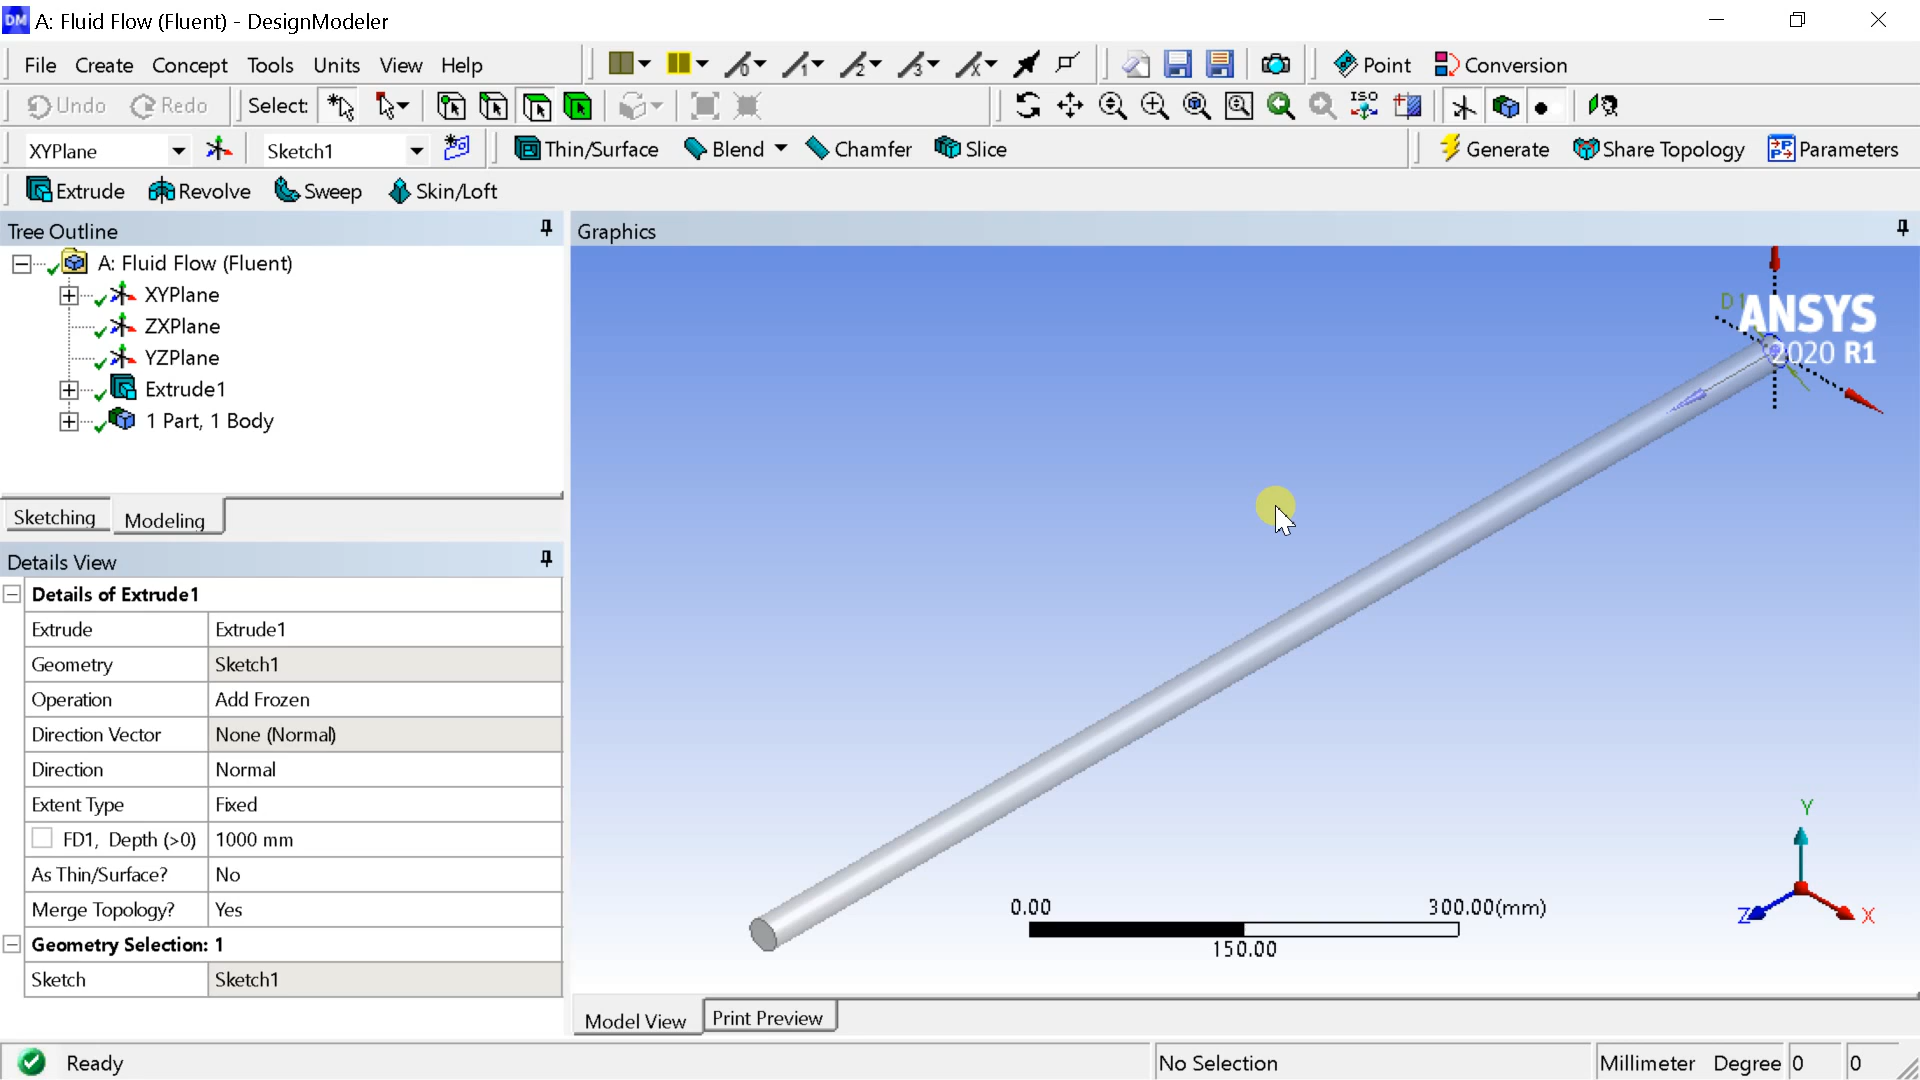 DM A: Fluid Flow (Fluent) - DesignModeler
File Create Concept Tools Units View Help Point Conversion
Undo Redo Select: ISO
XYPlane Sketch1 Thin/Surface Blend Chamfer Slice Generate Share Topology Parameters
Extrude Revolve Sweep Skin/Loft
Tree Outline
A: Fluid Flow (Fluent)
XYPlane
ZXPlane
YZPlane
Extrude1
1 Part, 1 Body
Sketching Modeling
Details View
Details of Extrude1
Extrude Extrude1
Geometry Sketch1
Operation Add Frozen
Direction Vector None (Normal)
Direction Normal
Extent Type Fixed
FD1, Depth (>0) 1000 mm
As Thin/Surface? No
Merge Topology? Yes
Geometry Selection: 1
Sketch Sketch1
Graphics
D1
ANSYS
2020 R1
0.00 300.00(mm)
150.00
Y
Z X
Model View Print Preview
Ready No Selection Millimeter Degree 0 0